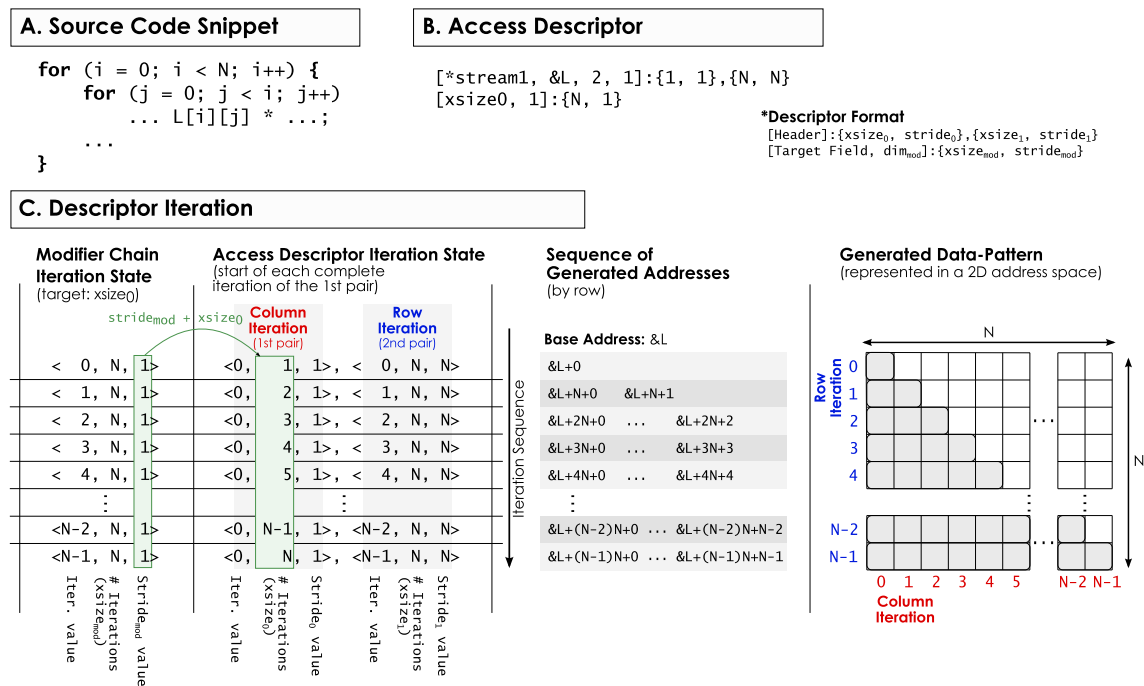 A. Source Code Snippet
for (i = 0; i < N; i++) {
for (j = 0; j < i; j++)
... L[i][j] * ...;
...
}
B. Access Descriptor
[*stream1, &L, 2, 1]:{1, 1},{N, N}
[xsize0, 1]:{N, 1}
*Descriptor Format
[Header]:{xsize0, stride0},{xsize1, stride1}
[Target Field, dimmod]:{xsizemod, stridemod}
C. Descriptor Iteration
Modifier Chain
Iteration State
(target: xsize0)
Access Descriptor Iteration State
(start of each complete
iteration of the 1st pair)
stridemod + xsize0
Column
Iteration
(1st pair)
Row
Iteration
(2nd pair)
< 0, N, 1> <0, 1, 1>, < 0, N, N>
< 1, N, 1> <0, 2, 1>, < 1, N, N>
< 2, N, 1> <0, 3, 1>, < 2, N, N>
< 3, N, 1> <0, 4, 1>, < 3, N, N>
< 4, N, 1> <0, 5, 1>, < 4, N, N>
⋮ ⋮
<N-2, N, 1> <0, N-1, 1>, <N-2, N, N>
<N-1, N, 1> <0, N, 1>, <N-1, N, N>
Iter. value
# Iterations
(xsizemod)
Stridemod value
Iter. value
# Iterations
(xsize0)
Stride0 value
Iter. value
# Iterations
(xsize1)
Stride1 value
Iteration Sequence
Sequence of
Generated Addresses
(by row)
Base Address: &L
&L+0
&L+N+0 &L+N+1
&L+2N+0 ... &L+2N+2
&L+3N+0 ... &L+3N+3
&L+4N+0 ... &L+4N+4
⋮
&L+(N-2)N+0 ... &L+(N-2)N+N-2
&L+(N-1)N+0 ... &L+(N-1)N+N-1
Generated Data-Pattern
(represented in a 2D address space)
N
Row
Iteration
0
1
2
...
3
4
⋮ ⋮
N-2
...
N-1
N
0 1 2 3 4 5 N-2 N-1
Column
Iteration